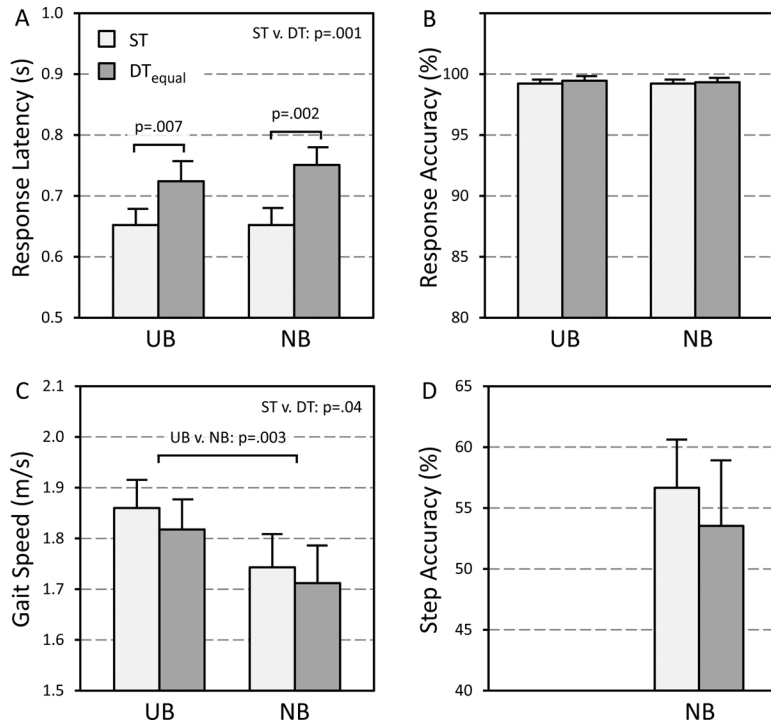 A
Response Latency (s)
1.0
0.9
0.8
0.7
0.6
0.5
ST
DTequal
ST v. DT: p=.001
p=.007
p=.002
UB
NB
B
Response Accuracy (%)
100
95
90
85
80
UB
NB
C
Gait Speed (m/s)
2.1
2.0
1.9
1.8
1.7
1.6
1.5
ST v. DT: p=.04
UB v. NB: p=.003
UB
NB
D
Step Accuracy (%)
65
60
55
50
45
40
NB